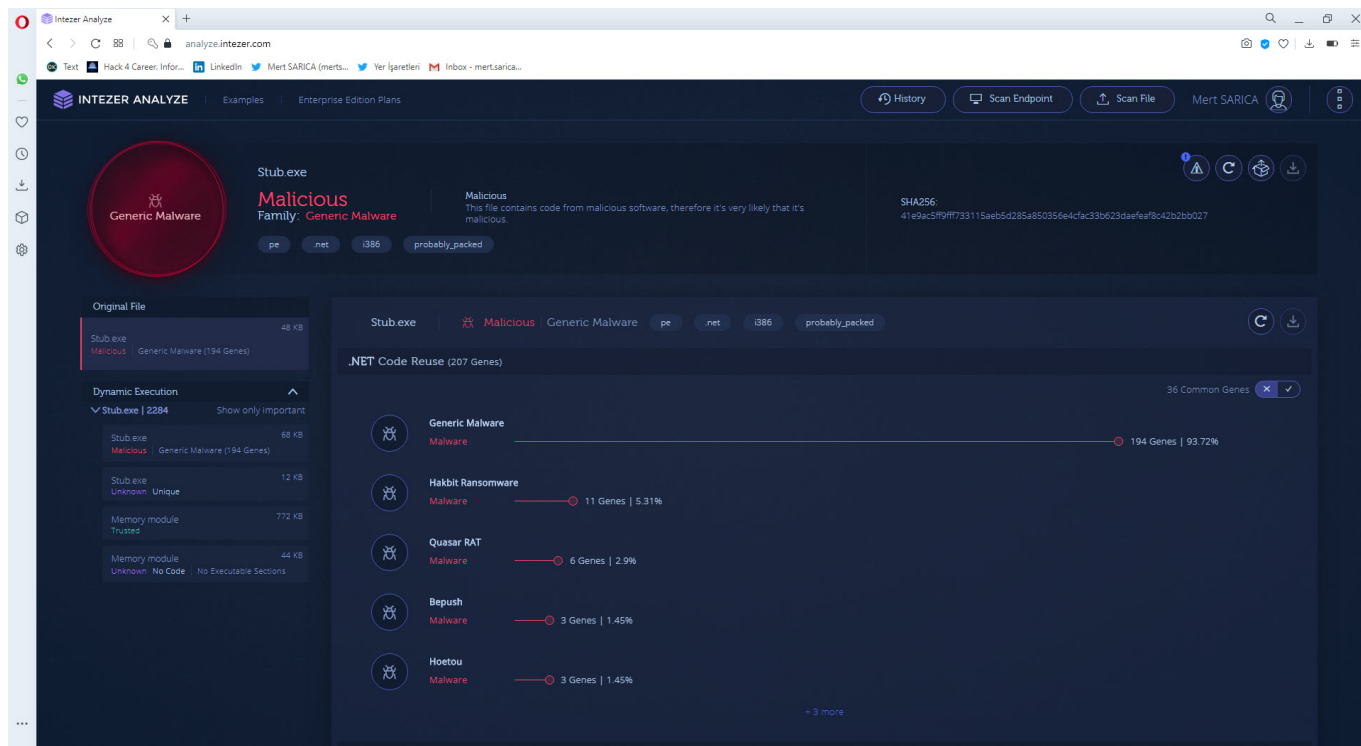 Intezer Analyze
analyze.intezer.com
Text Hack 4 Career. Infor... LinkedIn Mert SARICA (merts... Yer İşaretleri Inbox - mert.sarica...
INTEZER ANALYZE Examples Enterprise Edition Plans History Scan Endpoint Scan File Mert SARICA
Generic Malware
Stub.exe
Malicious
Family: Generic Malware
pe .net i386 probably_packed
Malicious
This file contains code from malicious software, therefore it's very likely that it's
malicious.
SHA256:
41e9ac5ff9fff733115aeb5d285a850356e4cfac33b623daefeaf8c42b2bb027
Original File
Stub.exe 48 KB
Malicious Generic Malware (194 Genes)
Dynamic Execution
Stub.exe | 2284 Show only important
Stub.exe 68 KB
Malicious Generic Malware (194 Genes)
Stub.exe 12 KB
Unknown Unique
Memory module 772 KB
Trusted
Memory module 44 KB
Unknown No Code No Executable Sections
Stub.exe Malicious Generic Malware pe .net i386 probably_packed
.NET Code Reuse (207 Genes)
36 Common Genes
Generic Malware
Malware 194 Genes | 93.72%
Hakbit Ransomware
Malware 11 Genes | 5.31%
Quasar RAT
Malware 6 Genes | 2.9%
Bepush
Malware 3 Genes | 1.45%
Hoetou
Malware 3 Genes | 1.45%
+ 3 more